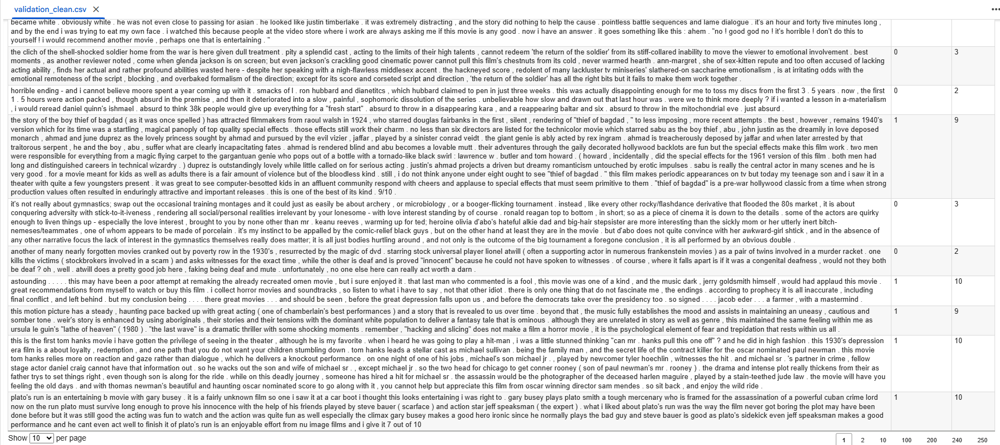 validation_clean.csv
became white . obviously white . he was not even close to passing for asian . he looked like justin timberlake . it was extremely distracting , and the story did nothing to help the cause . pointless battle sequences and lame dialogue . it's an hour and forty five minutes long ,
and by the end i was trying to eat my own face . i watched this because people at the video store where i work are always asking me if this movie is any good . now i have an answer . it goes something like this : ahem . "no ! good god no ! it's horrible ! don't do this to
yourself ! i would recommend another movie , perhaps one that is entertaining . "
the clich of the shell-shocked soldier home from the war is here given dull treatment . pity a splendid cast , acting to the limits of their high talents , cannot redeem 'the return of the soldier' from its stiff-collared inability to move the viewer to emotional involvement . best 0 3
moments , as another reviewer noted , come when glenda jackson is on screen; but even jackson's crackling good cinematic power cannot pull this film's chestnuts from its cold , never warmed hearth . ann-margret , she of sex-kitten repute and too often accused of lacking
acting ability , finds her actual and rather profound abilities wasted here - despite her speaking with a nigh-flawless middlesex accent . the hackneyed score , redolent of many lackluster tv miniseries' slathered-on saccharine emotionalism , is at irritating odds with the
emotional remoteness of the script , blocking , and overbaked formalism of the direction; except for its score and corseted script and direction , 'the return of the soldier' has all the right bits but it fails to make them work together .
horrible ending - and i cannot believe moore spent a year coming up with it . smacks of l . ron hubbard and dianetitcs , which hubbard claimed to pen in just three weeks . this was actually disappointing enough for me to toss my discs from the first 3 . 5 years . now , the first 0 2
1 . 5 hours were action packed , though absurd in the premise , and then it deteriorated into a slow , painful , sophomoric dissolution of the series . unbelievable how slow and drawn out that last hour was . were we to think more deeply ? if i wanted a lesson in a-materialism
, i would reread daniel quinn's ishmael . absurd to think 38k people would give up everything for a "fresh start" . absurd to throw in a disappearing kara , and a reappearing baltar and six . absurd to throw in the mitochondrial eve . just absurd .
the story of the boy thief of bagdad ( as it was once spelled ) has attracted filmmakers from raoul walsh in 1924 , who starred douglas fairbanks in the first , silent , rendering of "thief of bagdad , " to less imposing , more recent attempts . the best , however , remains 1940's 1 9
version which for its time was a startling , magical panoply of top quality special effects . those effects still work their charm . no less than six directors are listed for the technicolor movie which starred sabu as the boy thief , abu , john justin as the dreamily in love deposed
monarch , ahmad and june duprez as the lovely princess sought by ahmad and pursued by the evil vizier , jaffar , played by a sinister conrad veidt . the giant genie is ably acted by rex ingram . ahmad is treacherously deposed by jaffar and when later arrested by that
traitorous serpent , he and the boy , abu , suffer what are clearly incapacitating fates . ahmad is rendered blind and abu becomes a lovable mutt . their adventures through the gaily decorated hollywood backlots are fun but the special effects make this film work . two men
were responsible for everything from a magic flying carpet to the gargantuan genie who pops out of a bottle with a tornado-like black swirl : lawrence w . butler and tom howard . ( howard , incidentally , did the special effects for the 1961 version of this film . both men had
long and distinguished careers in technical wizardry . ) duprez is outstandingly lovely while little called on for serious acting . justin's ahmad projects a driven but dreamy romanticism untouched by erotic impulses . sabu is really the central actor in many scenes and he is
very good . for a movie meant for kids as well as adults there is a fair amount of violence but of the bloodless kind . still , i do not think anyone under eight ought to see "thief of bagdad . " this film makes periodic appearances on tv but today my teenage son and i saw it in a
theater with quite a few youngsters present . it was great to see computer-besotted kids in an affluent community respond with cheers and applause to special effects that must seem primitive to them . "thief of bagdad" is a pre-war hollywood classic from a time when strong
production values often resulted in enduringly attractive and important releases . this is one of the best of its kind . 9/10 .
it's not really about gymnastics; swap out the occasional training montages and it could just as easily be about archery , or microbiology , or a booger-flicking tournament . instead , like every other rocky/flashdance derivative that flooded the 80s market , it is about 0 3
conquering adversity with stick-to-it-iveness , rendering all social/personal realities irrelevant by your lonesome - with love interest standing by of course . ronald reagan top to bottom , in short; so as a piece of cinema it is down to the details . some of the actors are quirky
enough to liven things up - especially the love interest , brought to you by none other than mr . keanu reeves , warming up for ted; heroine olivia d'abo's hateful alkie dad and big-hair stepsister are more interesting than the sickly mom or her utterly inert bitch-
nemeses/teammates , one of whom appears to be made of porcelain . it's my instinct to be appalled by the comic-relief black guys , but on the other hand at least they are in the movie . but d'abo does not quite convince with her awkward-girl shtick , and in the absence of
any other narrative focus the lack of interest in the gymnastics themselves really does matter; it is all just bodies hurtling around , and not only is the outcome of the big tournament a foregone conclusion , it is all performed by an obvious double .
another of many nearly forgotten movies cranked out by poverty row in the 1930's , resurrected by the magic of dvd . starring stock universal player lionel atwill ( often a supporting actor in numerous frankenstein movies ) as a pair of twins involved in a murder racket . one 0 2
kills the victims ( stockbrokers involved in a scam ) and asks witnesses for the exact time , while the other is deaf and is proved "innocent" because he could not have spoken to witnesses . of course , where it falls apart is if it was a congenital deafness , would not they both
be deaf ? oh , well . atwill does a pretty good job here , faking being deaf and mute . unfortunately , no one else here can really act worth a darn .
astounding . . . . . this may have been a poor attempt at remaking the already recreated omen movie , but i sure enjoyed it . that last man who commented is a fool , this movie was one of a kind , and the music dark , jerry goldsmith himself , would had applaud this movie . 1 10
great recommendations from myself to watch or buy this film . i collect horror movies and soundtracks , so listen to what i have to say , not that other idiot . there is only one thing that do not fascinate me , the endings . according to prophecy it is all inaccurate , including
final conflict , and left behind . but my conclusion being . . . . there great movies . . . and should be seen , before the great depression falls upon us , and before the democrats take over the presidency too . so signed . . . . jacob eder . . . a farmer , with a mastermind .
this motion picture has a steady , haunting pace backed up with great acting ( one of chamberlain's best performances ) and a story that is revealed to us over time . beyond that , the music fully establishes the mood and assists in maintaining an uneasy , cautious and 1 9
somber tone . weir's story is enhanced by using aboriginals , their stories and their tensions with the dominant white population to deliver a fantasy tale that is ominous . although they are unrelated in story as well as genre , this maintained the same feeling within me as
ursula le guin's "lathe of heaven" ( 1980 ) . "the last wave" is a dramatic thriller with some shocking moments . remember , "hacking and slicing" does not make a film a horror movie , it is the psychological element of fear and trepidation that rests within us all .
this is the first tom hanks movie i have gotten the privilege of seeing in the theater , although he is my favorite . when i heard he was going to play a hit-man , i was a little stunned thinking "can mr . hanks pull this one off" ? and he did in high fashion . this 1930's depression 1 10
era film is a about loyalty , redemption , and one path that you do not want your children stumbling down . tom hanks leads a stellar cast as michael sullivan . being the family man , and the secret life of the contract killer for the oscar nominated paul newman . this movie
tom hanks relies more on reaction and gaze rather than dialogue , which he delivers a knockout performance . on one night of one of his jobs , michael's son michael jr . , played by newcomer tyler hoechlin , witnesses the hit . and michael sr . 's partner in crime , fellow
stage actor daniel craig cannot have that information out . so he wacks out the son and wife of michael sr . , except michael jr . so the two head for chicago to get conner rooney ( son of paul newman's mr . rooney ) . the drama and intense plot really thickens from their as
father trys to set things right , even though son is along for the ride . while on this deadly journey , someone has hired a hit for michael sr . the assassin would be the photographer of the deceased harlen maguire , played by a stain-teethed jude law . the movie will have you
feeling the old days . and with thomas newman's beautiful and haunting oscar nominated score to go along with it , you cannot help but appreciate this film from oscar winning director sam mendes . so sit back , and enjoy the wild ride .
plato's run is an entertaining b movie with gary busey . it is a fairly unknown film so one i saw it at a car boot i thought this looks entertaining i was right to . gary busey plays plato smith a tough mercenary who is framed for the assassination of a powerful cuban crime lord 1 10
now on the run plato must survive long enough to prove his innocence with the help of his friends played by steve bauer ( scarface ) and action star jeff speaksman ( the expert ) . what i liked about plato's run was the way the film never got boring the plot may have been
done before but it was still good the acting was fun to watch and the action was quite fun as well especially the climax gary busey makes a good hero ironic since he normally plays the bad guy and steve bauer is good as plato's sidekick even jeff speaksman makes a good
performance and he cant even act well to finish it of plato's run is an enjoyable effort from nu image films and i give it 7 out of 10
Show 10 per page 1 2 10 100 200 240 250